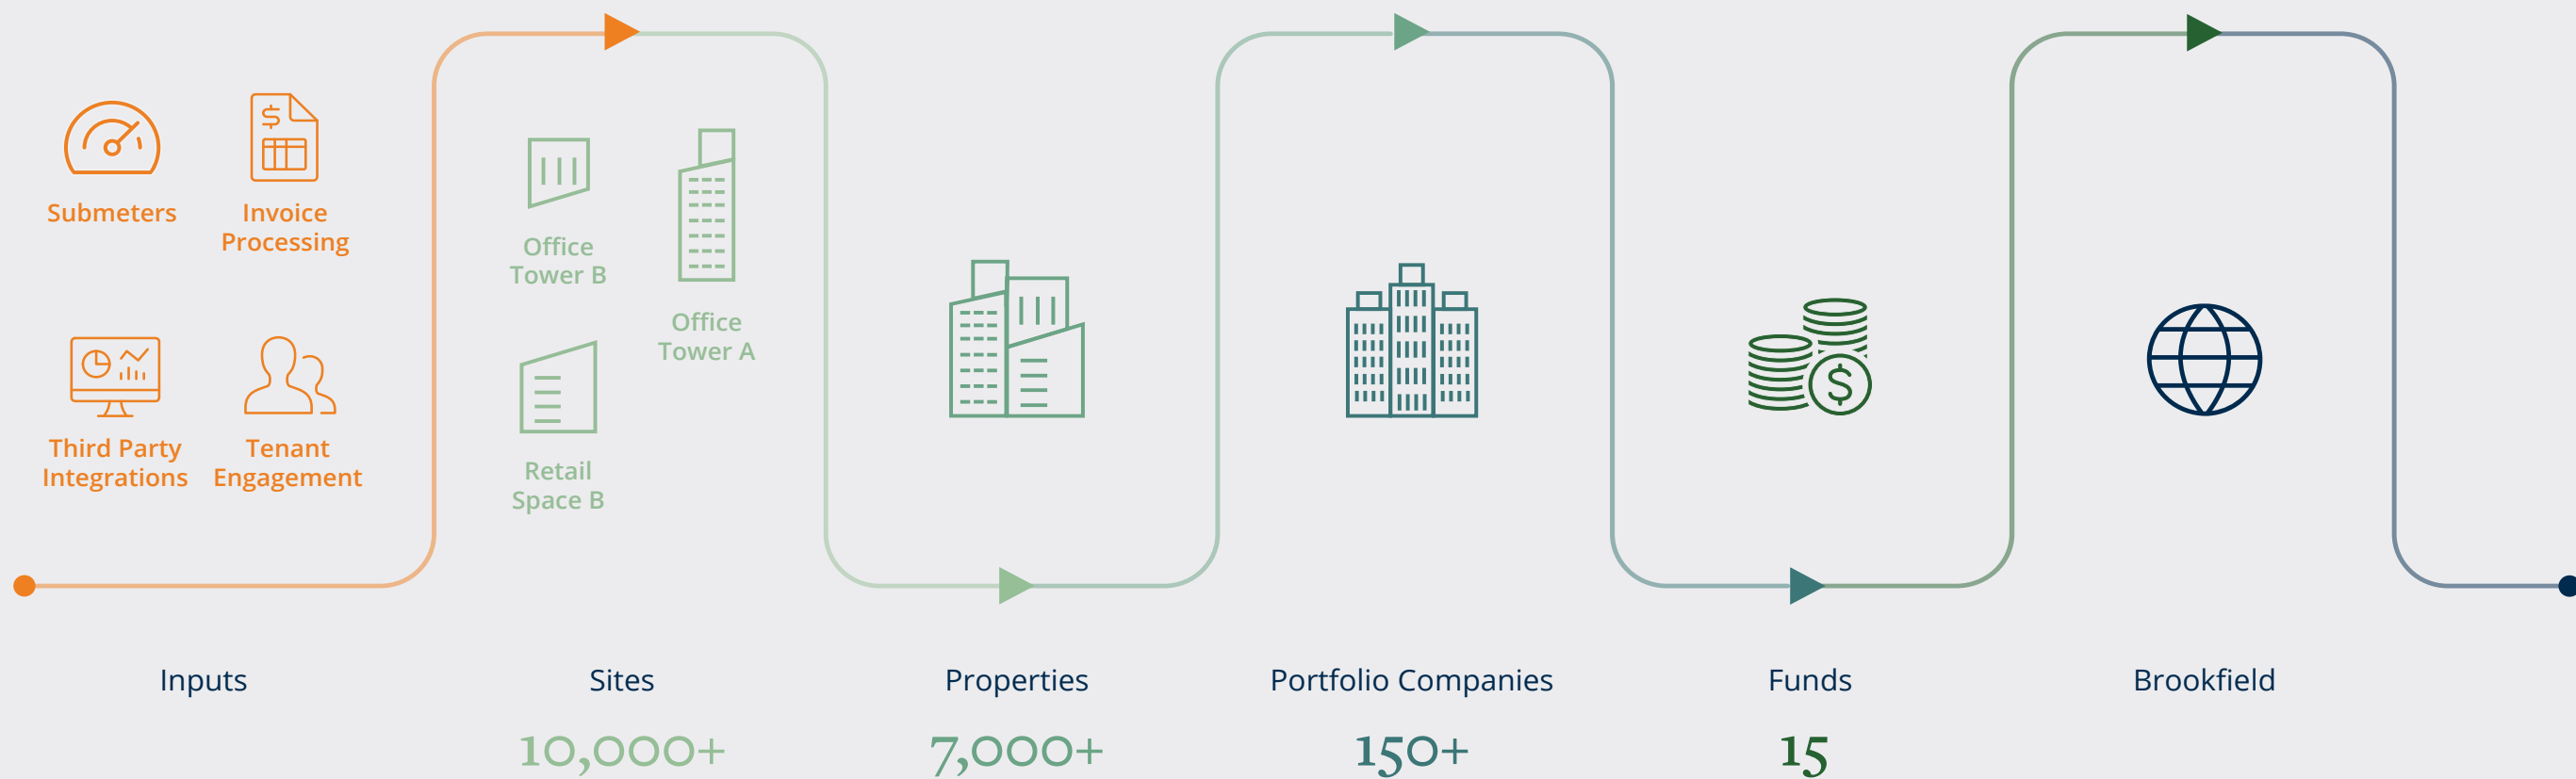 Submeters
Invoice
Processing
Third Party
Integrations
Tenant
Engagement
Office
Tower B
Office
Tower A
Retail
Space B
$
$
Inputs
Sites
Properties
Portfolio Companies
Funds
Brookfield
10,000+
7,000+
150+
15